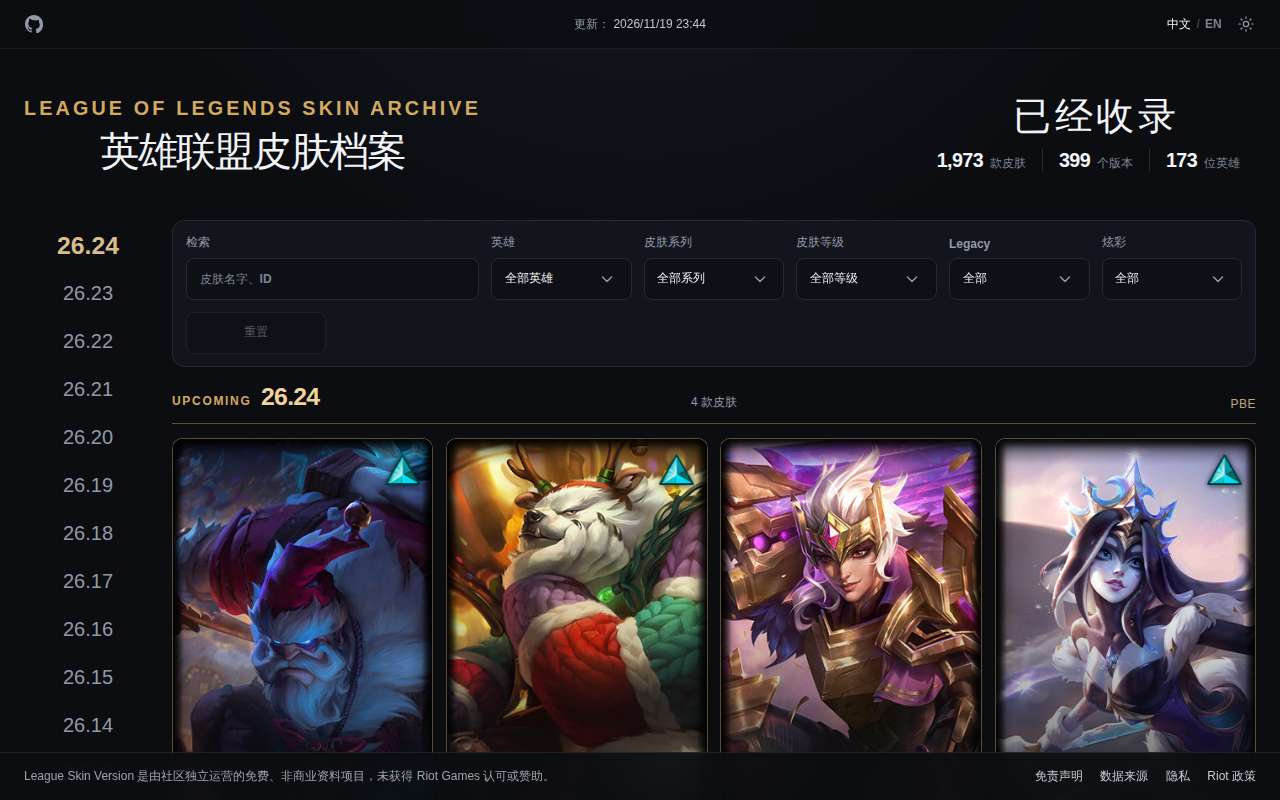 更新： 2026/11/19 23:44
中文 / EN
LEAGUE OF LEGENDS SKIN ARCHIVE
英雄联盟皮肤档案
已经收录
1,973 款皮肤 399 个版本 173 位英雄
26.24
26.23
26.22
26.21
26.20
26.19
26.18
26.17
26.16
26.15
26.14
检索 英雄 皮肤系列 皮肤等级 Legacy 炫彩
皮肤名字、ID 全部英雄 全部系列 全部等级 全部 全部
重置
UPCOMING 26.24 4 款皮肤 PBE
League Skin Version 是由社区独立运营的免费、非商业资料项目，未获得 Riot Games 认可或赞助。
免责声明 数据来源 隐私 Riot 政策